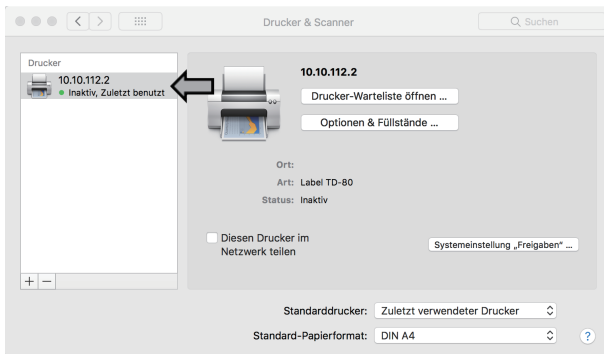 Drucker & Scanner
Suchen
Drucker
10.10.112.2
Inaktiv, Zuletzt benutzt
10.10.112.2
Drucker-Warteliste öffnen ...
Optionen & Füllstände ...
Ort:
Art: Label TD-80
Status: Inaktiv
Diesen Drucker im
Netzwerk teilen
Systemeinstellung „Freigaben“ ...
+ −
Standarddrucker: Zuletzt verwendeter Drucker
Standard-Papierformat: DIN A4
?